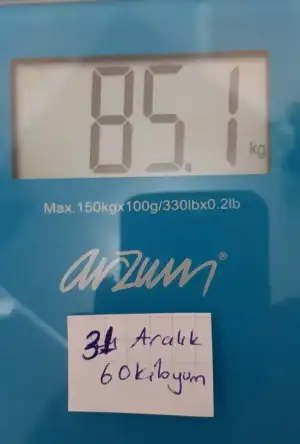 85.1
kg
Max.150kgx100g/330lbx0.2lb
arzum®
31 Aralık
60 kiloyum